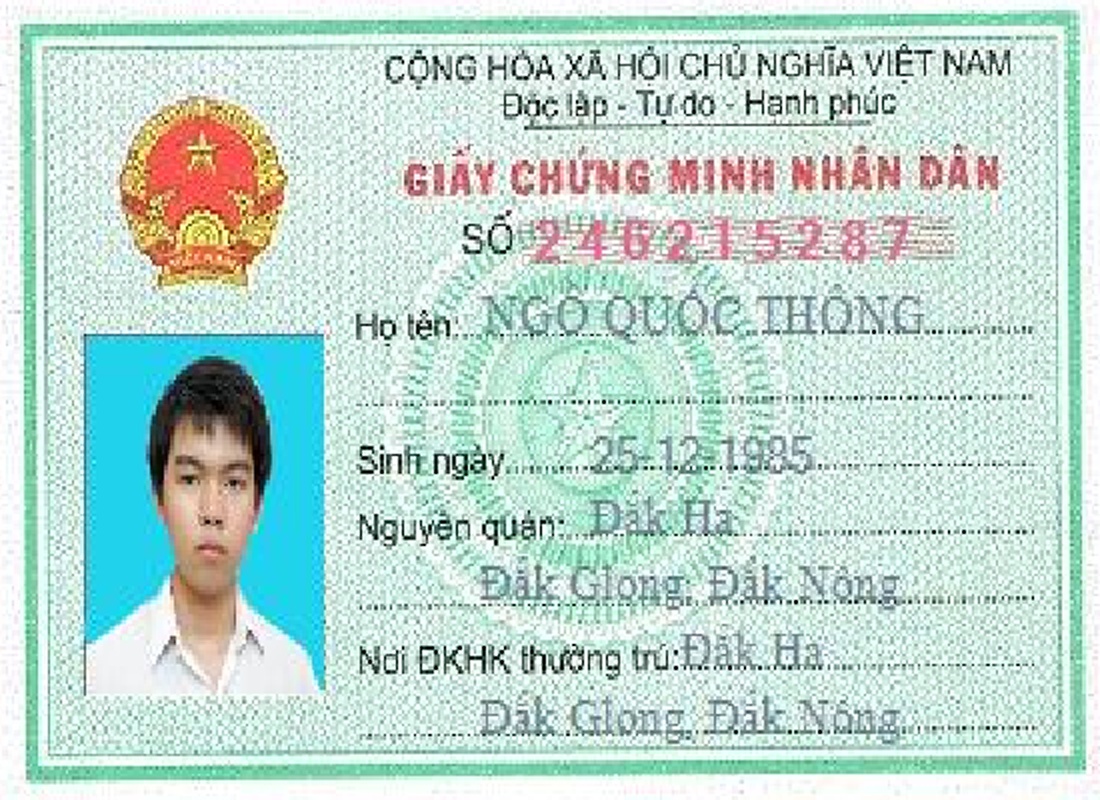 CỘNG HÒA XÃ HỘI CHỦ NGHĨA VIỆT NAM
Độc lập - Tự do - Hạnh phúc
GIẤY CHỨNG MINH NHÂN DÂN
SỐ 246215287
Họ tên: NGÔ QUỐC THÔNG
Sinh ngày 25-12-1985
Nguyên quán: Đắk Ha
Đắk Glong, Đắk Nông
Nơi ĐKHK thường trú: Đắk Ha
Đắk Glong, Đắk Nông